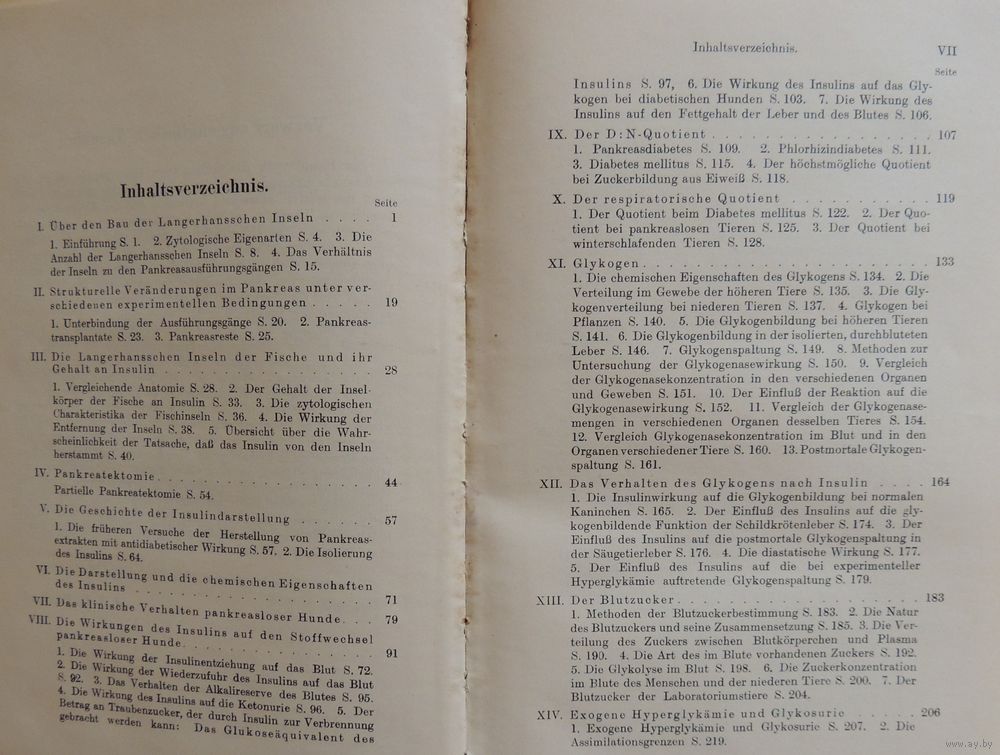 Inhaltsverzeichnis.
Seite
I. Über den Bau der Langerhansschen Inseln . . . . 1
1. Einführung S. 1. 2. Zytologische Eigenarten S. 4. 3. Die
Anzahl der Langerhansschen Inseln S. 8. 4. Das Verhältnis
der Inseln zu den Pankreasausführungsgängen S. 15.
II. Strukturelle Veränderungen im Pankreas unter ver-
schiedenen experimentellen Bedingungen . . . . . 19
1. Unterbindung der Ausführungsgänge S. 20. 2. Pankreas-
transplantate S. 23. 3. Pankreasreste S. 25.
III. Die Langerhansschen Inseln der Fische und ihr
Gehalt an Insulin . . . . . . . . . . . . . . . . . 28
1. Vergleichende Anatomie S. 28. 2. Der Gehalt der Insel-
körper der Fische an Insulin S. 33. 3. Die zytologischen
Charakteristika der Fischinseln S. 36. 4. Die Wirkung der
Entfernung der Inseln S. 38. 5. Übersicht über die Wahr-
scheinlichkeit der Tatsache, daß das Insulin von den Inseln
herstammt S. 40.
IV. Pankreatektomie . . . . . . . . . . . . . . . . . 44
Partielle Pankreatektomie S. 54.
V. Die Geschichte der Insulindarstellung . . . . . . 57
1. Die früheren Versuche der Herstellung von Pankreas-
extrakten mit antidiabetischer Wirkung S. 57. 2. Die Isolierung
des Insulins S. 64.
VI. Die Darstellung und die chemischen Eigenschaften
des Insulins . . . . . . . . . . . . . . . . . . . 71
VII. Das klinische Verhalten pankreasloser Hunde . . . 79
VIII. Die Wirkungen des Insulins auf den Stoffwechsel
pankreasloser Hunde . . . . . . . . . . . . . . . 91
1. Die Wirkung der Insulinentziehung auf das Blut S. 72.
2. Die Wirkung der Wiederzufuhr des Insulins auf das Blut
S. 92. 3. Das Verhalten der Alkalireserve des Blutes S. 95.
4. Die Wirkung des Insulins auf die Ketonurie S. 96. 5. Der
Betrag an Traubenzucker, der durch Insulin zur Verbrennung
gebracht werden kann: Das Glukoseäquivalent des
Inhaltsverzeichnis. VII
Seite
Insulins S. 97, 6. Die Wirkung des Insulins auf das Gly-
kogen bei diabetischen Hunden S. 103. 7. Die Wirkung des
Insulins auf den Fettgehalt der Leber und des Blutes S. 106.
IX. Der D:N-Quotient . . . . . . . . . . . . . . . . 107
1. Pankreasdiabetes S. 109. 2. Phlorhizindiabetes S. 111.
3. Diabetes mellitus S. 115. 4. Der höchstmögliche Quotient
bei Zuckerbildung aus Eiweiß S. 118.
X. Der respiratorische Quotient . . . . . . . . . . . 119
1. Der Quotient beim Diabetes mellitus S. 122. 2. Der Quo-
tient bei pankreaslosen Tieren S. 125. 3. Der Quotient bei
winterschlafenden Tieren S. 128.
XI. Glykogen . . . . . . . . . . . . . . . . . . . . . 133
1. Die chemischen Eigenschaften des Glykogens S. 134. 2. Die
Verteilung im Gewebe der höheren Tiere S. 135. 3. Die Gly-
kogenverteilung bei niederen Tieren S. 137. 4. Glykogen bei
Pflanzen S. 140. 5. Die Glykogenbildung bei höheren Tieren
S. 141. 6. Die Glykogenbildung in der isolierten, durchbluteten
Leber S. 146. 7. Glykogenspaltung S. 149. 8. Methoden zur
Untersuchung der Glykogenasewirkung S. 150. 9. Vergleich
der Glykogenasekonzentration in den verschiedenen Organen
und Geweben S. 151. 10. Der Einfluß der Reaktion auf die
Glykogenasewirkung S. 152. 11. Vergleich der Glykogenase-
mengen in verschiedenen Organen desselben Tieres S. 154.
12. Vergleich Glykogenasekonzentration im Blut und in den
Organen verschiedener Tiere S. 160. 13. Postmortale Glykogen-
spaltung S. 161.
XII. Das Verhalten des Glykogens nach Insulin . . . . 164
1. Die Insulinwirkung auf die Glykogenbildung bei normalen
Kaninchen S. 165. 2. Der Einfluß des Insulins auf die gly-
kogenbildende Funktion der Schildkrötenleber S. 174. 3. Der
Einfluß des Insulins auf die postmortale Glykogenspaltung in
der Säugetierleber S. 176. 4. Die diastatische Wirkung S. 177.
5. Der Einfluß des Insulins auf die bei experimenteller
Hyperglykämie auftretende Glykogenspaltung S. 179.
XIII. Der Blutzucker . . . . . . . . . . . . . . . . . . 183
1. Methoden der Blutzuckerbestimmung S. 183. 2. Die Natur
des Blutzuckers und seine Zusammensetzung S. 185. 3. Die Ver-
teilung des Zuckers zwischen Blutkörperchen und Plasma
S. 190. 4. Die Art des im Blute vorhandenen Zuckers S. 192.
5. Die Glykolyse im Blut S. 198. 6. Die Zuckerkonzentration
im Blute des Menschen und der niederen Tiere S. 200. 7. Der
Blutzucker der Laboratoriumstiere S. 204.
XIV. Exogene Hyperglykämie und Glykosurie . . . . . 206
1. Exogene Hyperglykämie und Glykosurie S. 207. 2. Die
Assimilationsgrenzen S. 219.
www.ay.by